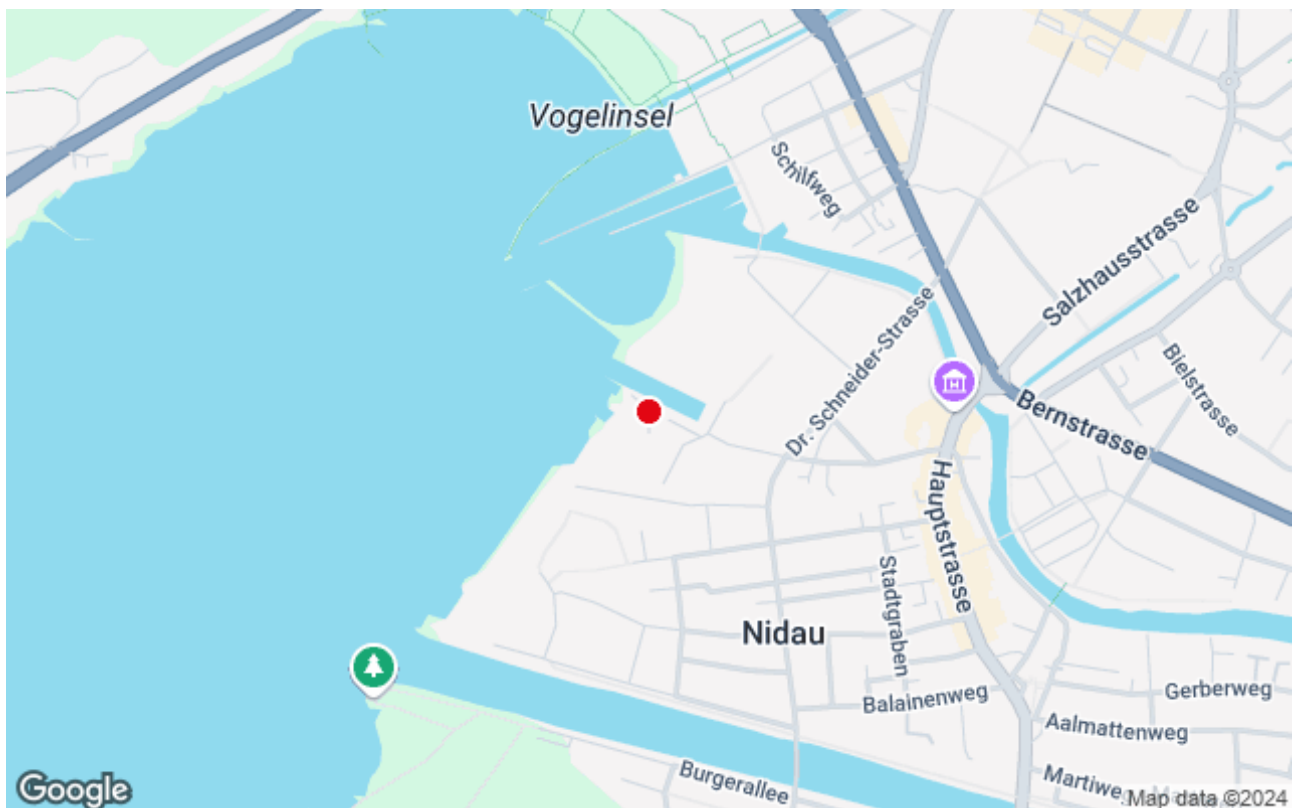 Vogelinsel
Schilfweg
Salzhausstrasse
Dr. Schneider-Strasse
Bielstrasse
Bernstrasse
Hauptstrasse
Stadtgraben
Nidau
Balainenweg
Gerberweg
Aalmattenweg
Burgerallee
Martiweg
Google
Map data ©2024